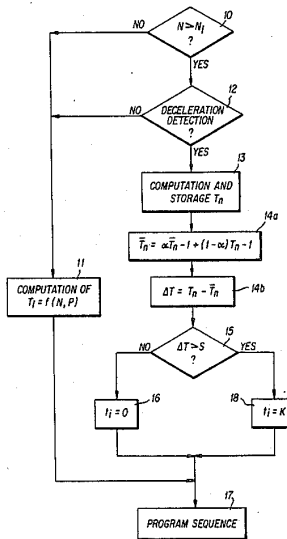 10
NO
N>N₁
?
YES
12
NO
DECELERATION
DETECTION
?
YES
13
COMPUTATION AND
STORAGE Tn
14a
T̄n = ∝T̄n-1 + (1-∝) Tn-1
11
COMPUTATION OF
T₁ = f (N, P)
14b
ΔT = Tn - T̄n
15
NO
ΔT>S
?
YES
16
tᵢ = 0
18
tᵢ = K
17
PROGRAM SEQUENCE